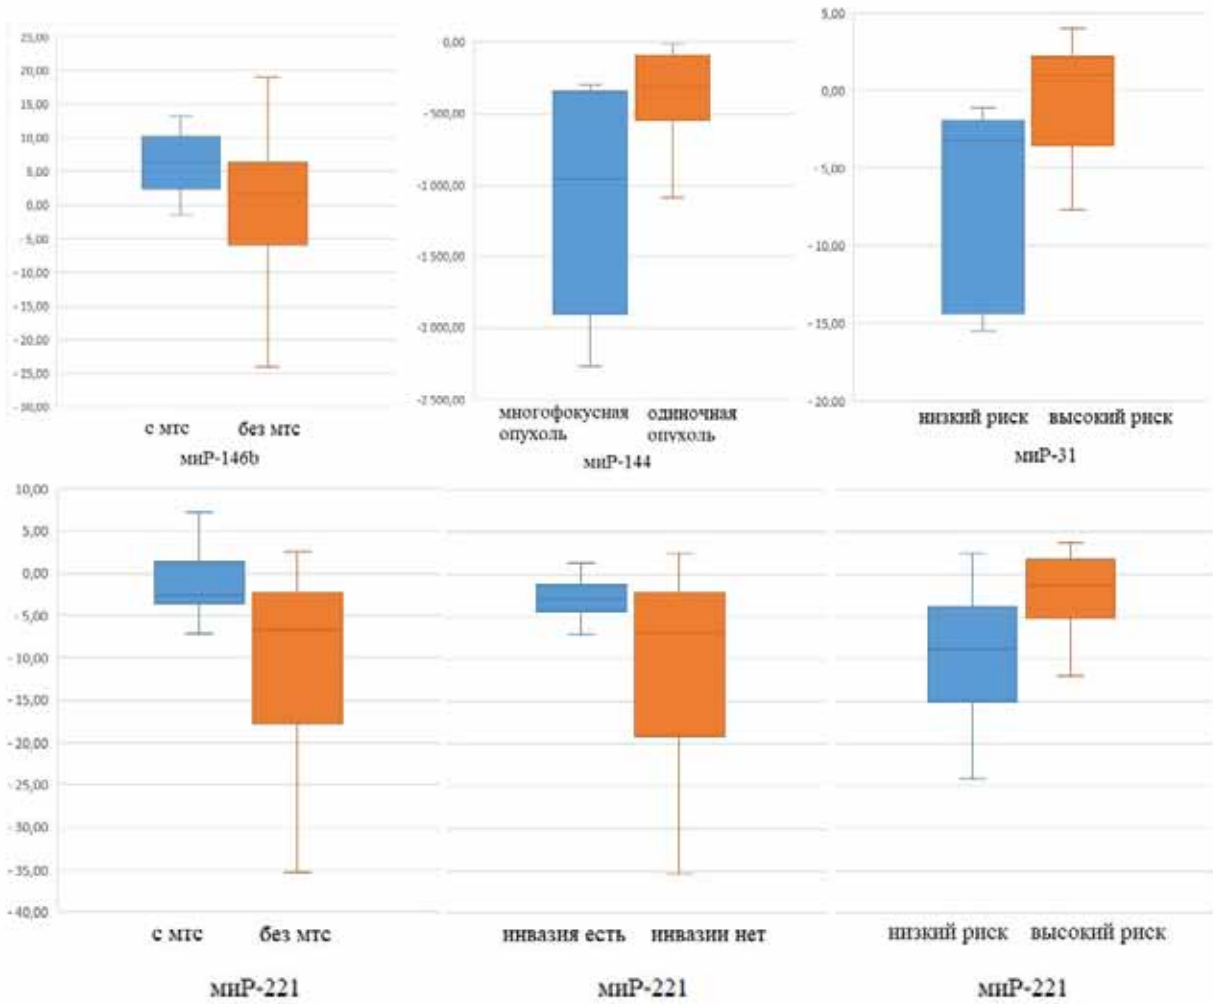 25,00
20,00
15,00
10,00
5,00
0,00
- 5,00
- 10,00
- 15,00
- 20,00
- 25,00
- 30,00
с мтс без мтс
миР-146b
0,00
- 500,00
-1 000,00
-1 500,00
-2 000,00
-2 500,00
многофокусная одиночная
опухоль опухоль
миР-144
5,00
0,00
- 5,00
- 10,00
- 15,00
- 20,00
низкий риск высокий риск
миР-31
10,00
5,00
0,00
- 5,00
- 10,00
- 15,00
- 20,00
- 25,00
- 30,00
- 35,00
- 40,00
с мтс без мтс
миР-221
инвазия есть инвазии нет
миР-221
низкий риск высокий риск
миР-221